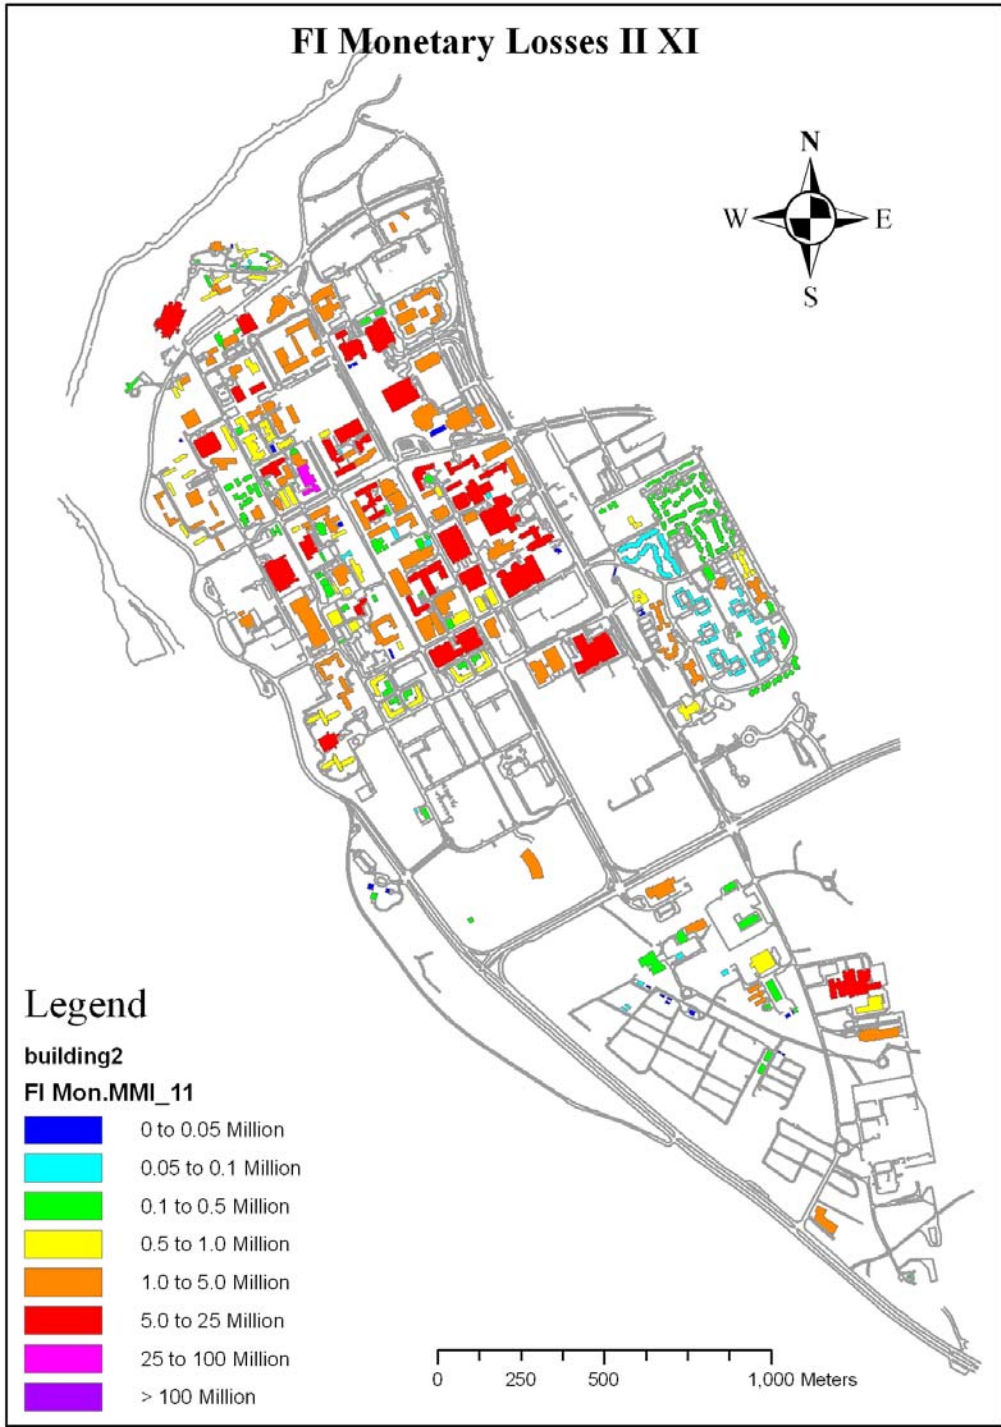 FI Monetary Losses II XI
N
W
E
S
Legend
building2
FI Mon.MMI_11
0 to 0.05 Million
0.05 to 0.1 Million
0.1 to 0.5 Million
0.5 to 1.0 Million
1.0 to 5.0 Million
5.0 to 25 Million
25 to 100 Million
> 100 Million
0 250 500 1,000 Meters